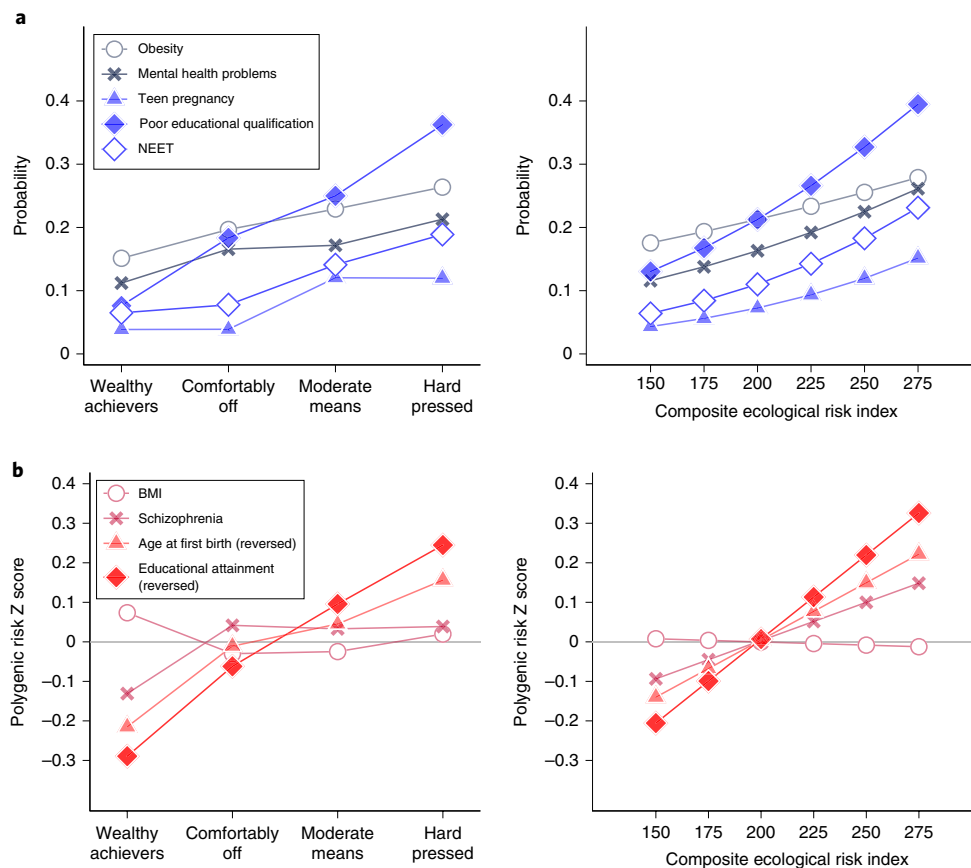 a
Obesity
Mental health problems
Teen pregnancy
Poor educational qualification
NEET
Probability
0.4
0.3
0.2
0.1
0
Wealthy
achievers
Comfortably
off
Moderate
means
Hard
pressed
Probability
0.4
0.3
0.2
0.1
0
150
175
200
225
250
275
Composite ecological risk index
b
BMI
Schizophrenia
Age at first birth (reversed)
Educational attainment
(reversed)
Polygenic risk Z score
0.4
0.3
0.2
0.1
0
–0.1
–0.2
–0.3
Wealthy
achievers
Comfortably
off
Moderate
means
Hard
pressed
Polygenic risk Z score
0.4
0.3
0.2
0.1
0
–0.1
–0.2
–0.3
150
175
200
225
250
275
Composite ecological risk index